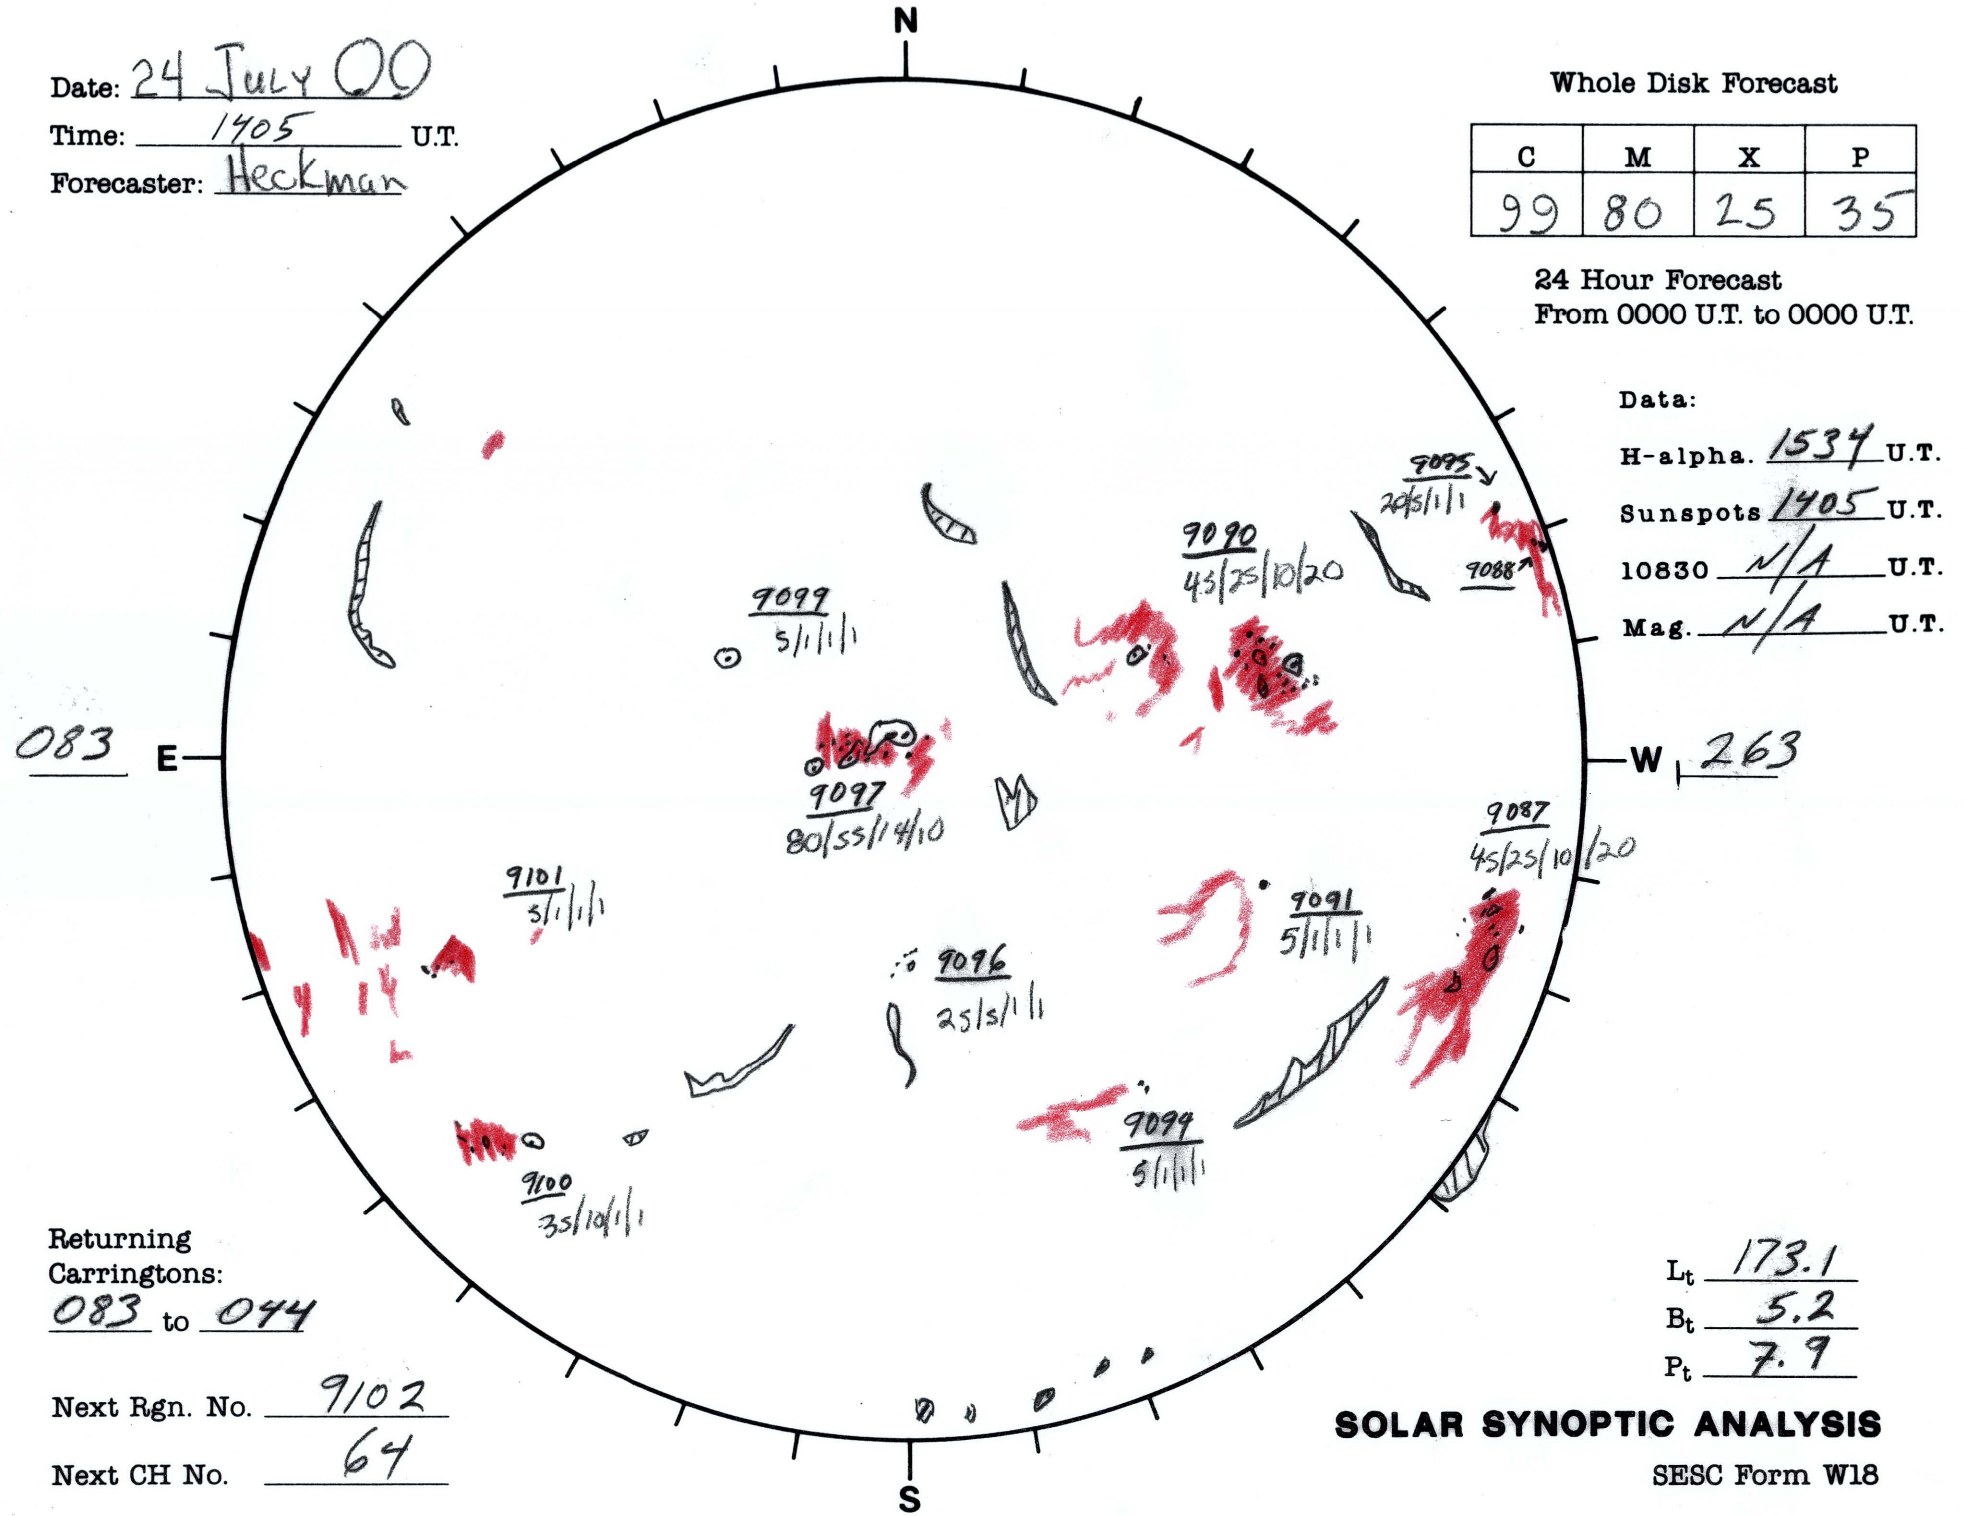 N
Date: 24 July 00
Time: 1405 U.T.
Forecaster: Heckman
Whole Disk Forecast
C M X P
99 80 25 35
24 Hour Forecast
From 0000 U.T. to 0000 U.T.
Data:
H-alpha. 1534 U.T.
Sunspots 1405 U.T.
10830 N/A U.T.
Mag. N/A U.T.
9095
20/5/1/1
9090
45/25/10/20
9088
9099
5/1/1/1
083 E
W 263
9097
80/55/14/10
9087
45/25/10/20
9101
5/1/1/1
9091
5/1/1/1
9096
25/5/1/1
9094
5/1/1/1
9100
35/10/1/1
Returning
Carringtons:
083 to 044
Next Rgn. No. 9102
Next CH No. 64
Lt 173.1
Bt 5.2
Pt 7.9
SOLAR SYNOPTIC ANALYSIS
SESC Form W18
S